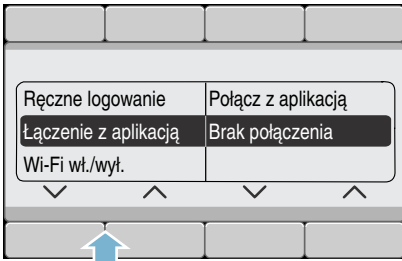 Ręczne logowanie
Połącz z aplikacją
Łączenie z aplikacją
Brak połączenia
Wi-Fi wł./wył.